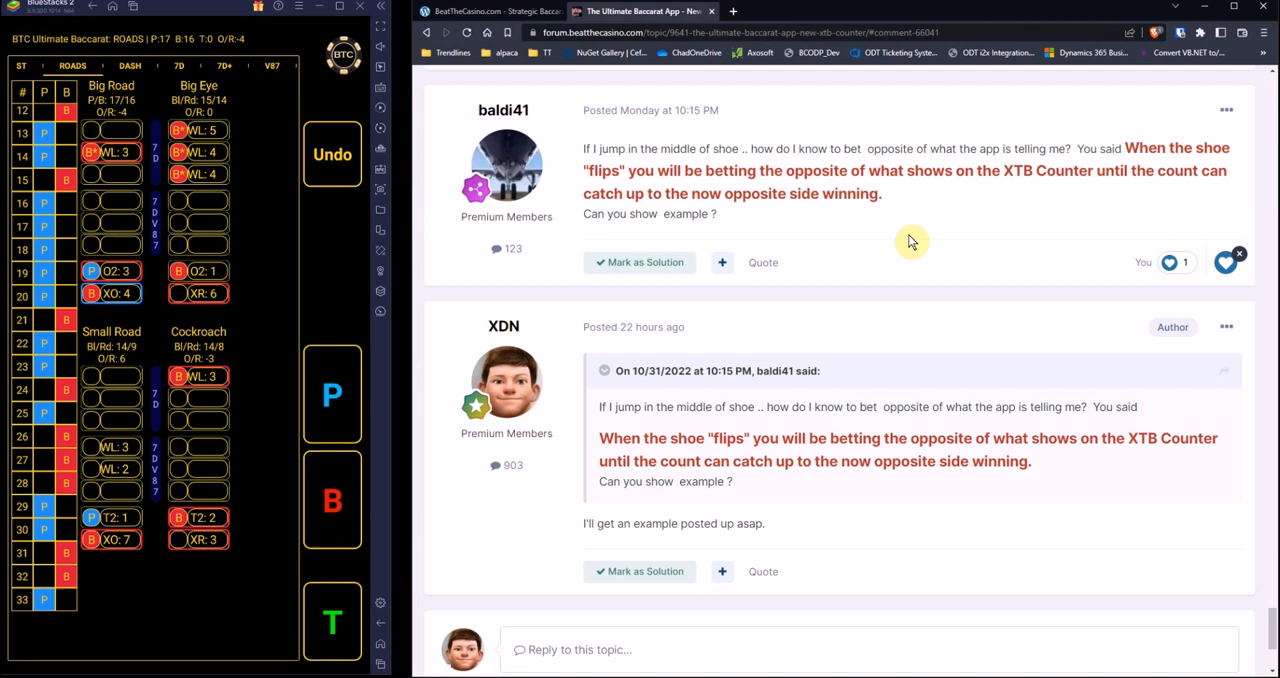 BlueStacks 2
BTC Ultimate Baccarat: ROADS | P:17 B:16 T:0 O/R:-4
BTC
ST ROADS DASH 7D 7D+ V87
# P B
12 B
13 P
14 P
15 B
16 P
17 P
18 P
19 P
20 P
21 B
22 P
23 P
24 B
25 P
26 B
27 B
28 B
29 P
30 P
31 B
32 B
33 P
Big Road
P/B: 17/16
O/R: -4
B* WL: 3
7D
7DV87
P O2: 3
B XO: 4
Big Eye
Bl/Rd: 15/14
O/R: 0
B* WL: 5
B* WL: 4
B* WL: 4
B O2: 1
XR: 6
Small Road
Bl/Rd: 14/9
O/R: 6
7D
7DV87
WL: 3
WL: 2
P T2: 1
B XO: 7
Cockroach
Bl/Rd: 14/8
O/R: -3
B WL: 3
B T2: 2
XR: 3
Undo
P
B
T
BeatTheCasino.com - Strategic Baccar
The Ultimate Baccarat App - New
forum.beatthecasino.com/topic/9641-the-ultimate-baccarat-app-new-xtb-counter/#comment-66041
Trendlines alpaca TT NuGet Gallery | Cef... ChadOneDrive Axosoft BCODP_Dev ODT Ticketing Syste... ODT i2x Integration... Dynamics 365 Busi... Convert VB.NET to/...
baldi41
Premium Members
123
Posted Monday at 10:15 PM
If I jump in the middle of shoe .. how do I know to bet opposite of what the app is telling me? You said When the shoe
"flips" you will be betting the opposite of what shows on the XTB Counter until the count can
catch up to the now opposite side winning.
Can you show example ?
Mark as Solution + Quote
You 1
XDN
Premium Members
903
Posted 22 hours ago
Author
On 10/31/2022 at 10:15 PM, baldi41 said:
If I jump in the middle of shoe .. how do I know to bet opposite of what the app is telling me? You said
When the shoe "flips" you will be betting the opposite of what shows on the XTB Counter
until the count can catch up to the now opposite side winning.
Can you show example ?
I'll get an example posted up asap.
Mark as Solution + Quote
Reply to this topic...